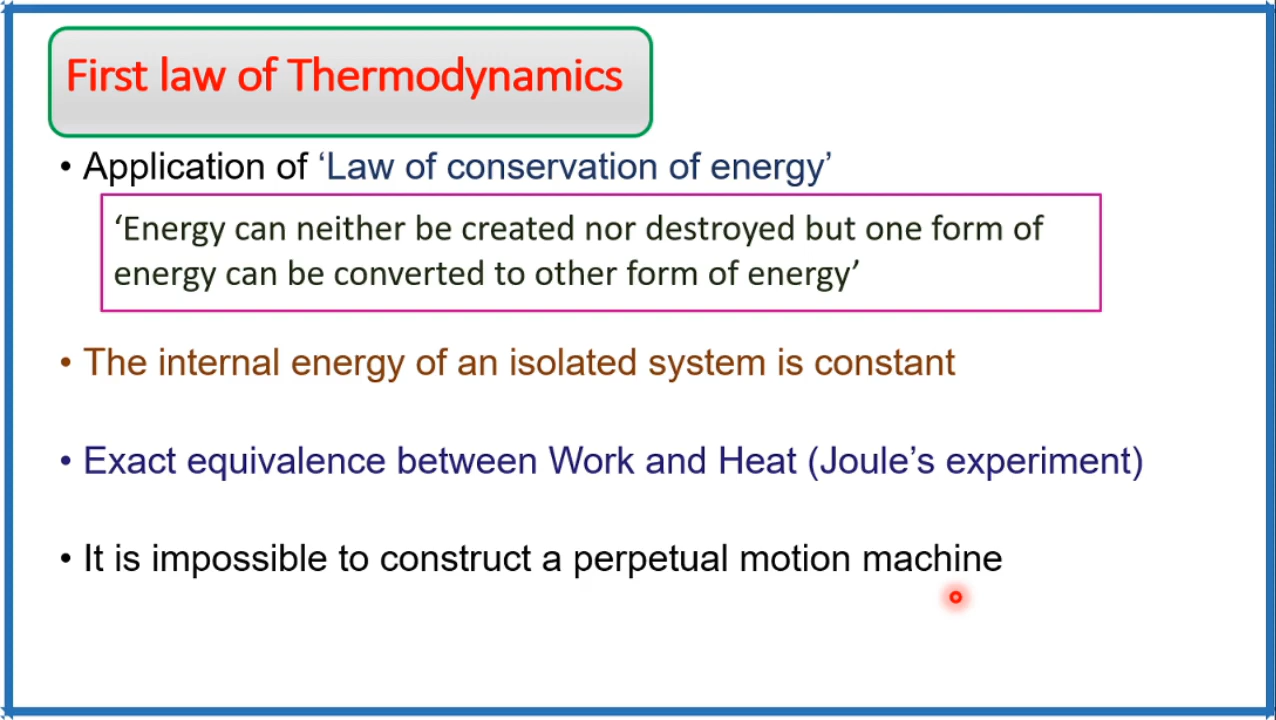 First law of Thermodynamics
• Application of ‘Law of conservation of energy’
‘Energy can neither be created nor destroyed but one form of
energy can be converted to other form of energy’
• The internal energy of an isolated system is constant
• Exact equivalence between Work and Heat (Joule’s experiment)
• It is impossible to construct a perpetual motion machine